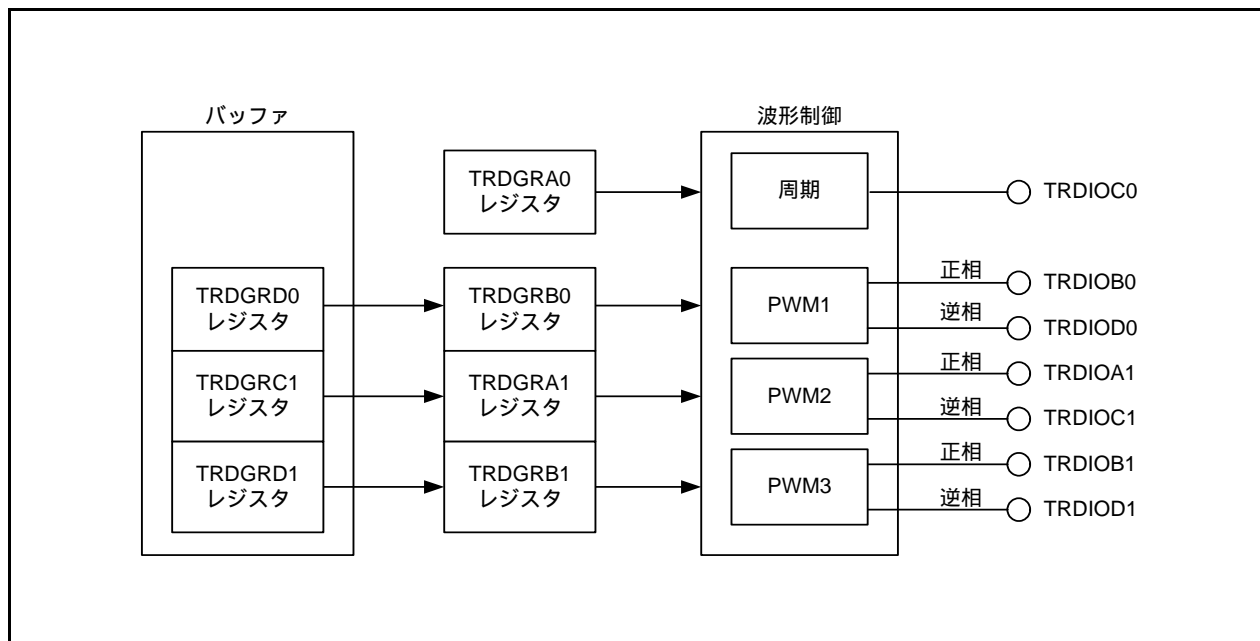 バッファ
波形制御
TRDGRA0
レジスタ
周期
TRDIOC0
TRDGRD0
レジスタ
TRDGRB0
レジスタ
PWM1
正相
TRDIOB0
逆相
TRDIOD0
TRDGRC1
レジスタ
TRDGRA1
レジスタ
PWM2
正相
TRDIOA1
逆相
TRDIOC1
TRDGRD1
レジスタ
TRDGRB1
レジスタ
PWM3
正相
TRDIOB1
逆相
TRDIOD1